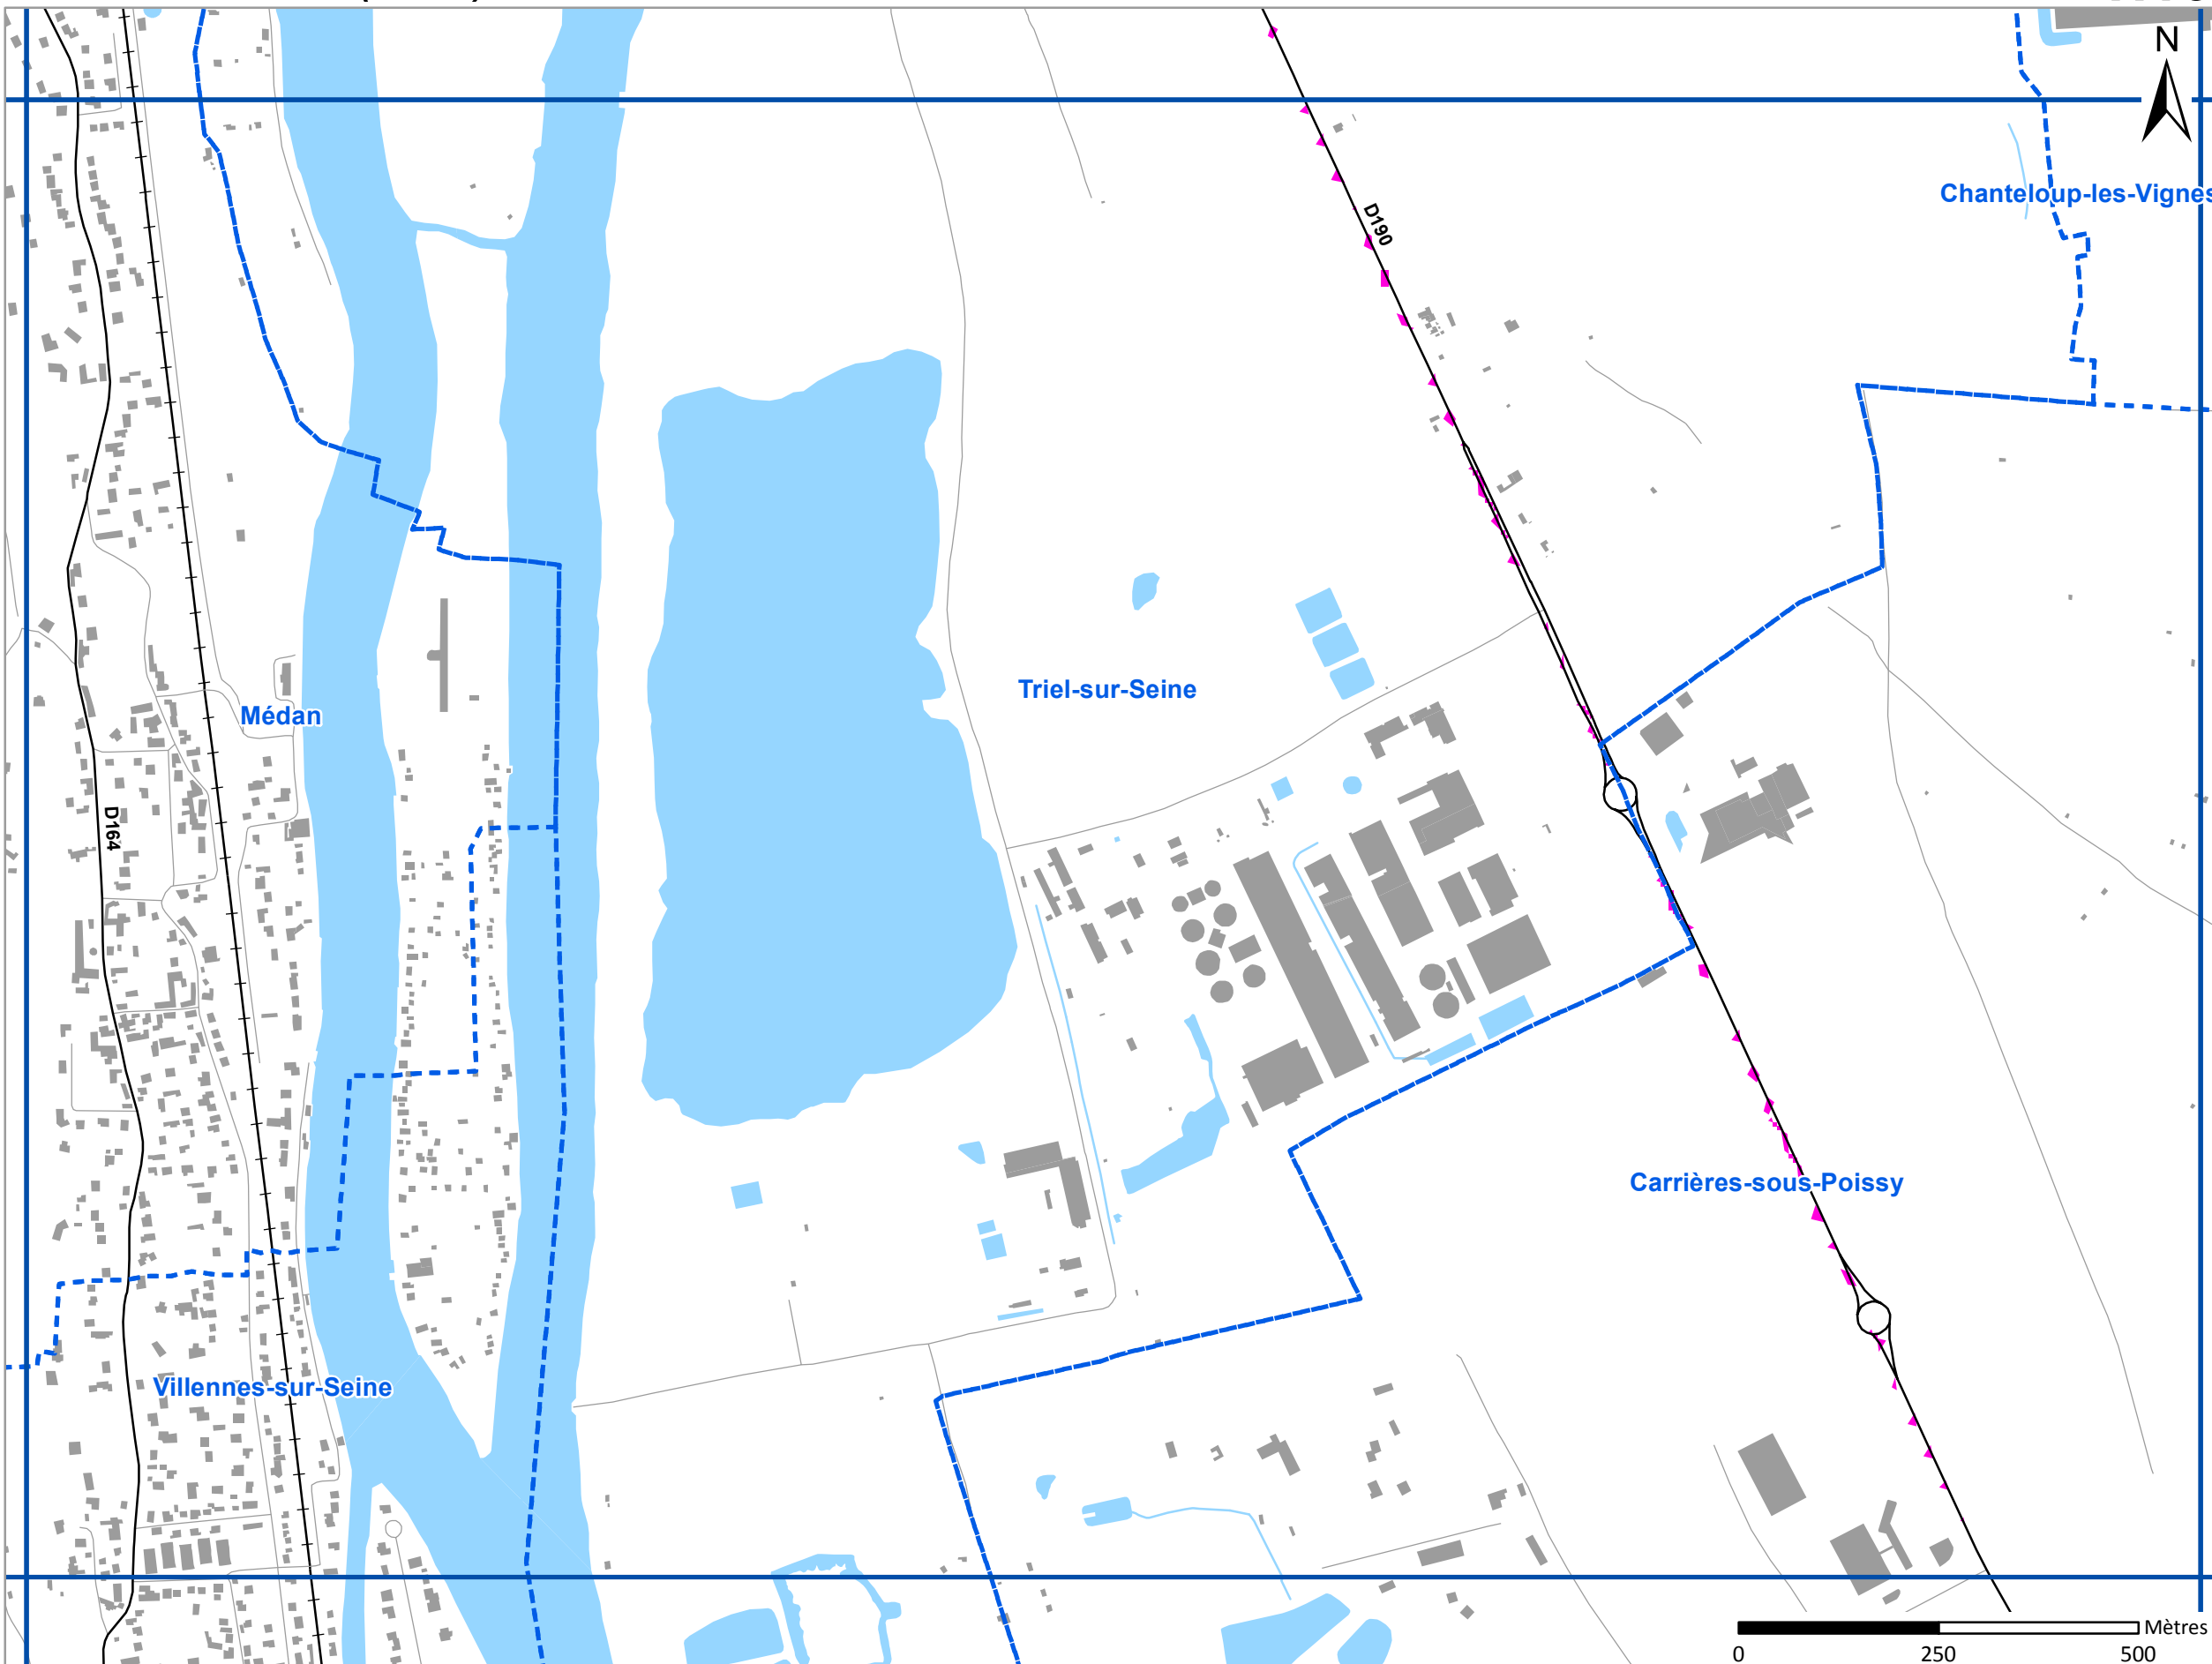 N
Chanteloup-les-Vignes
D190
Triel-sur-Seine
Médan
D164
Carrières-sous-Poissy
Villennes-sur-Seine
Mètres
0 250 500